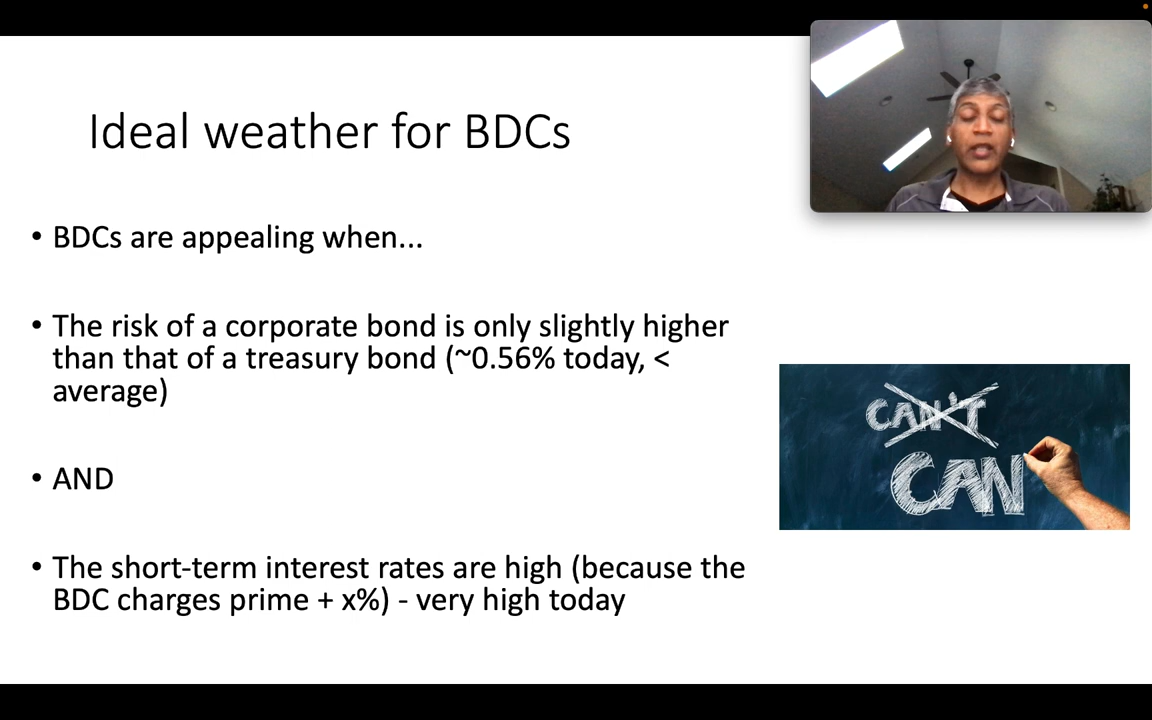 Ideal weather for BDCs
• BDCs are appealing when...
• The risk of a corporate bond is only slightly higher
than that of a treasury bond (~0.56% today, <
average)
• AND
• The short-term interest rates are high (because the
BDC charges prime + x%) - very high today
CAN'T
CAN